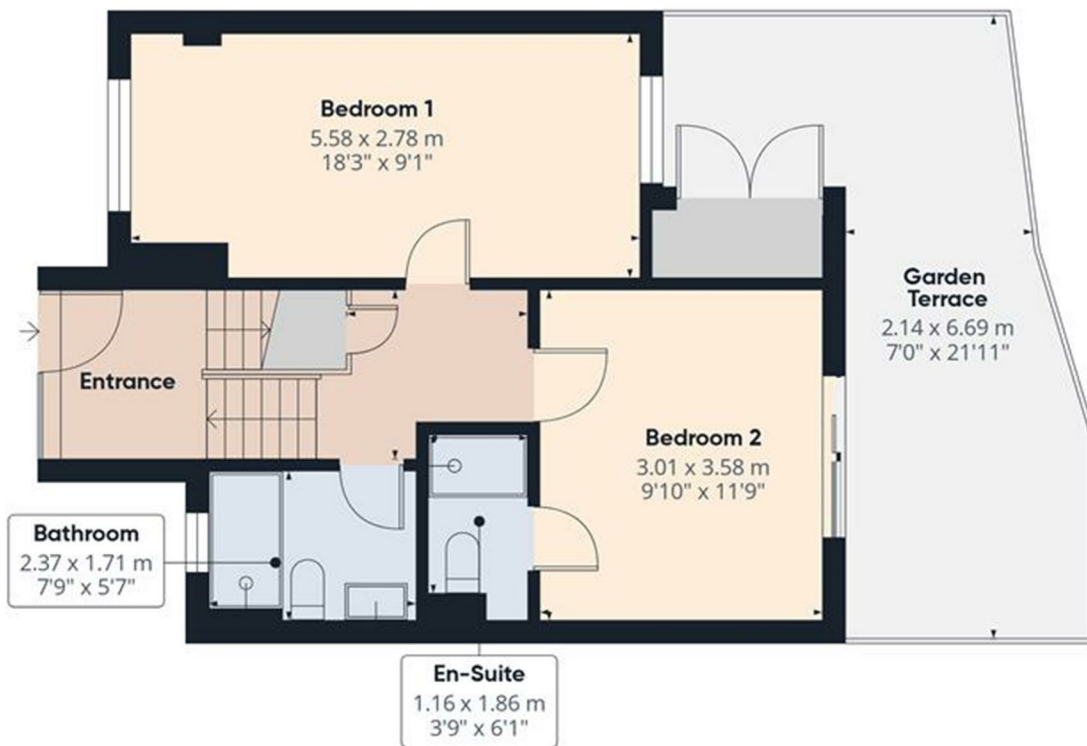 Bedroom 1
5.58 x 2.78 m
18'3" x 9'1"
Garden
Terrace
2.14 x 6.69 m
7'0" x 21'11"
Entrance
Bedroom 2
3.01 x 3.58 m
9'10" x 11'9"
Bathroom
2.37 x 1.71 m
7'9" x 5'7"
En-Suite
1.16 x 1.86 m
3'9" x 6'1"